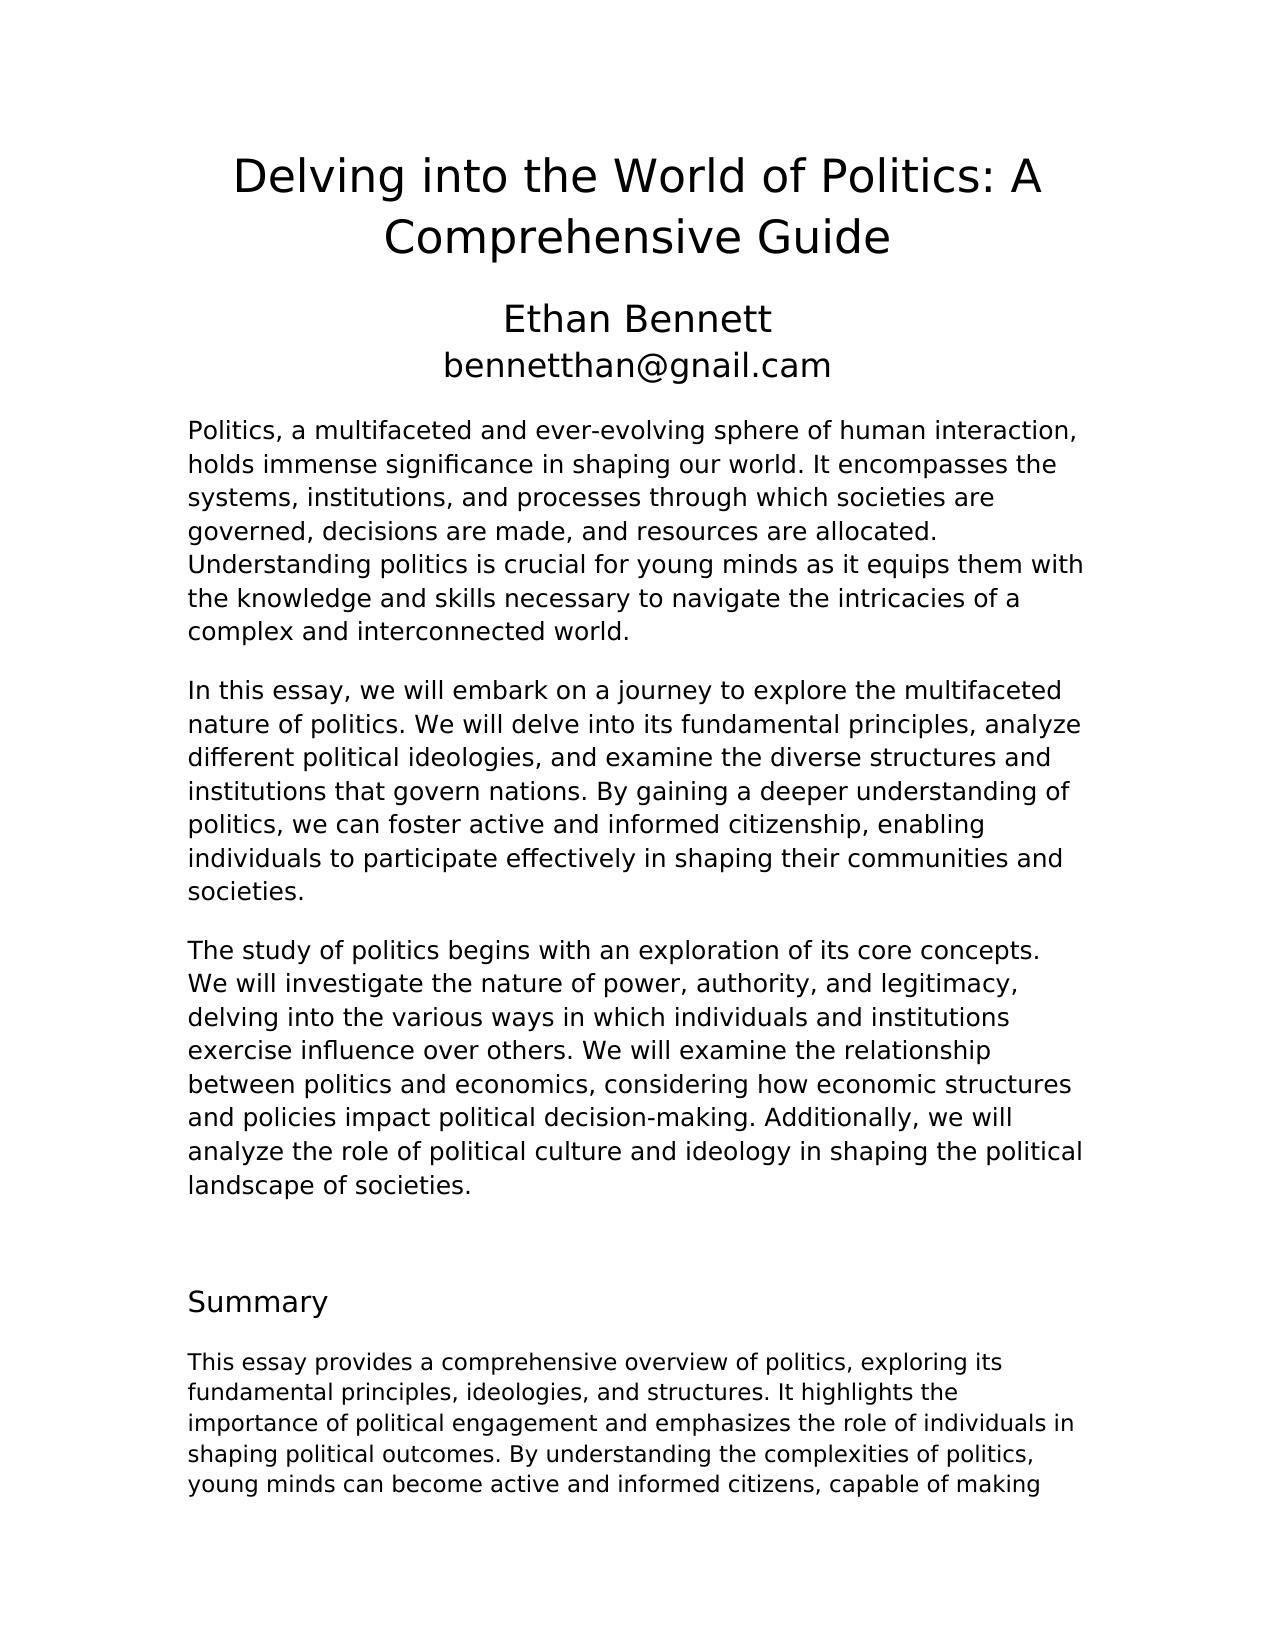 Delving into the World of Politics: A
Comprehensive Guide
Ethan Bennett
bennetthan@gnail.cam
Politics, a multifaceted and ever-evolving sphere of human interaction,
holds immense significance in shaping our world. It encompasses the
systems, institutions, and processes through which societies are
governed, decisions are made, and resources are allocated.
Understanding politics is crucial for young minds as it equips them with
the knowledge and skills necessary to navigate the intricacies of a
complex and interconnected world.
In this essay, we will embark on a journey to explore the multifaceted
nature of politics. We will delve into its fundamental principles, analyze
different political ideologies, and examine the diverse structures and
institutions that govern nations. By gaining a deeper understanding of
politics, we can foster active and informed citizenship, enabling
individuals to participate effectively in shaping their communities and
societies.
The study of politics begins with an exploration of its core concepts.
We will investigate the nature of power, authority, and legitimacy,
delving into the various ways in which individuals and institutions
exercise influence over others. We will examine the relationship
between politics and economics, considering how economic structures
and policies impact political decision-making. Additionally, we will
analyze the role of political culture and ideology in shaping the political
landscape of societies.
Summary
This essay provides a comprehensive overview of politics, exploring its
fundamental principles, ideologies, and structures. It highlights the
importance of political engagement and emphasizes the role of individuals in
shaping political outcomes. By understanding the complexities of politics,
young minds can become active and informed citizens, capable of making